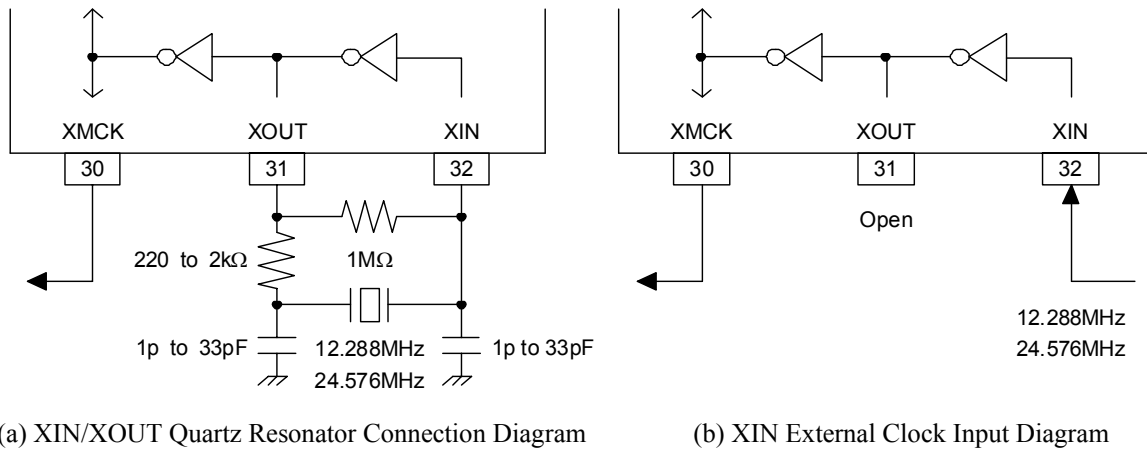 XMCK XOUT XIN
30 31 32
220 to 2kΩ
1MΩ
1p to 33pF
12.288MHz
24.576MHz
1p to 33pF
(a) XIN/XOUT Quartz Resonator Connection Diagram
XMCK XOUT XIN
30 31 32
Open
12.288MHz
24.576MHz
(b) XIN External Clock Input Diagram